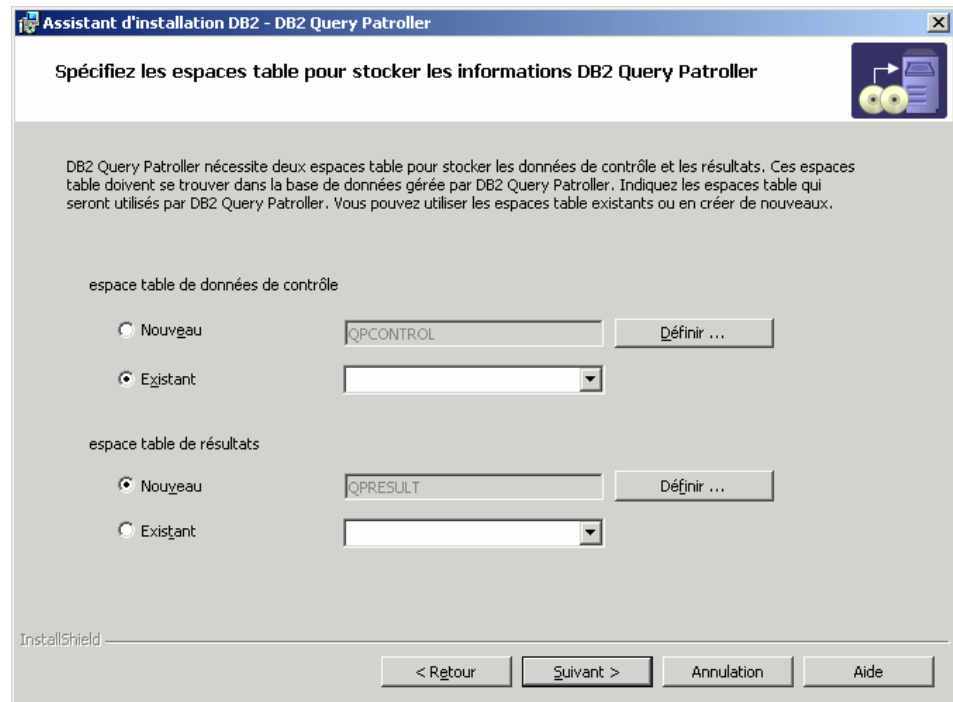 Assistant d'installation DB2 - DB2 Query Patroller
Spécifiez les espaces table pour stocker les informations DB2 Query Patroller
DB2 Query Patroller nécessite deux espaces table pour stocker les données de contrôle et les résultats. Ces espaces
table doivent se trouver dans la base de données gérée par DB2 Query Patroller. Indiquez les espaces table qui
seront utilisés par DB2 Query Patroller. Vous pouvez utiliser les espaces table existants ou en créer de nouveaux.
espace table de données de contrôle
Nouveau QPCONTROL Définir ...
Existant
espace table de résultats
Nouveau QPRESULT Définir ...
Existant
InstallShield
< Retour Suivant > Annulation Aide